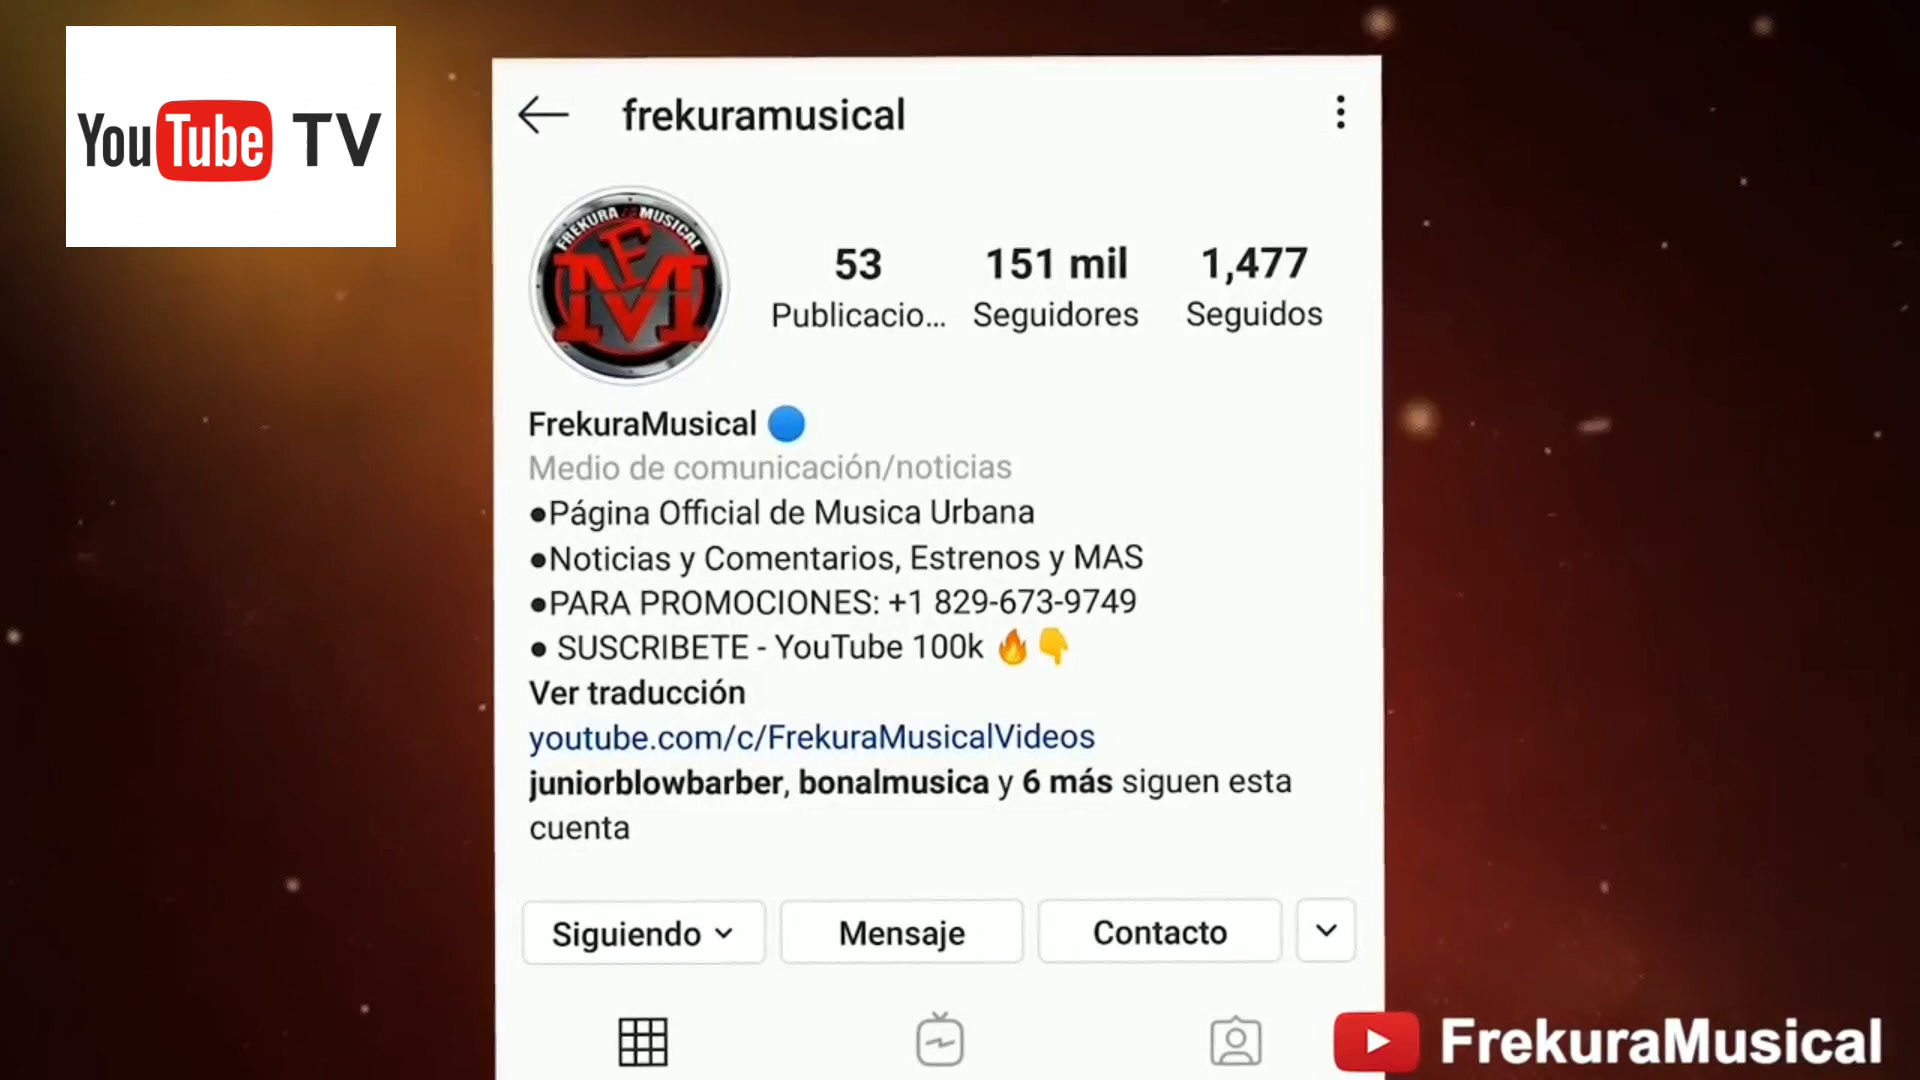 YouTube TV
frekuramusical
FREKURA MUSICAL
FM
53
151 mil
1,477
Publicacio...
Seguidores
Seguidos
FrekuraMusical 🔵
Medio de comunicación/noticias
●Página Official de Musica Urbana
●Noticias y Comentarios, Estrenos y MAS
●PARA PROMOCIONES: +1 829-673-9749
● SUSCRIBETE - YouTube 100k 🔥👇
Ver traducción
youtube.com/c/FrekuraMusicalVideos
juniorblowbarber, bonalmusica y 6 más siguen esta
cuenta
Siguiendo
Mensaje
Contacto
FrekuraMusical